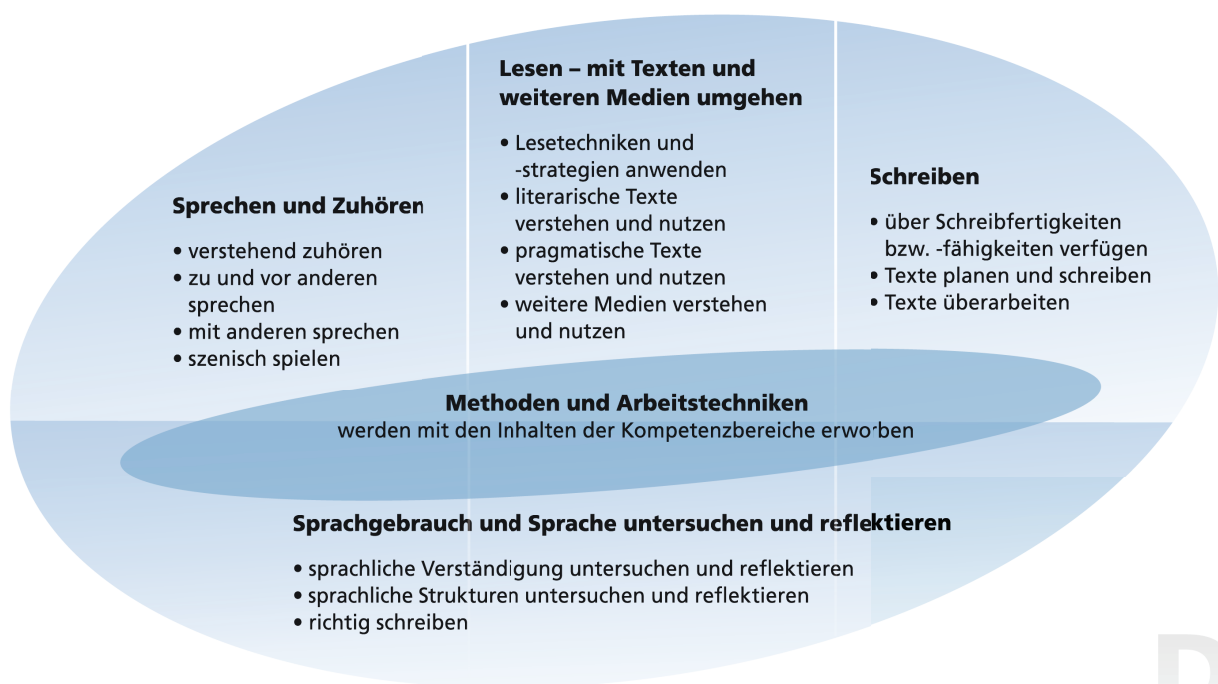 Sprechen und Zuhören
• verstehend zuhören
• zu und vor anderen
sprechen
• mit anderen sprechen
• szenisch spielen
Lesen – mit Texten und
weiteren Medien umgehen
• Lesetechniken und
-strategien anwenden
• literarische Texte
verstehen und nutzen
• pragmatische Texte
verstehen und nutzen
• weitere Medien verstehen
und nutzen
Schreiben
• über Schreibfertigkeiten
bzw. -fähigkeiten verfügen
• Texte planen und schreiben
• Texte überarbeiten
Methoden und Arbeitstechniken
werden mit den Inhalten der Kompetenzbereiche erworben
Sprachgebrauch und Sprache untersuchen und reflektieren
• sprachliche Verständigung untersuchen und reflektieren
• sprachliche Strukturen untersuchen und reflektieren
• richtig schreiben